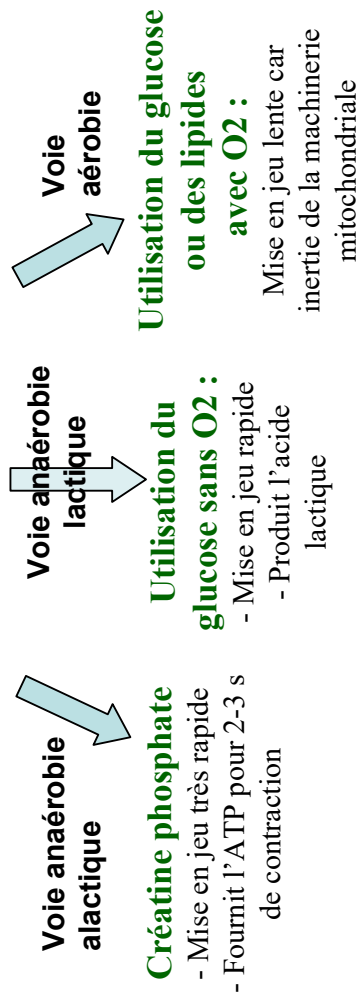 Voie anaérobie
alactique
Créatine phosphate
- Mise en jeu très rapide
- Fournit l’ATP pour 2-3 s
de contraction
Voie anaérobie
lactique
Utilisation du
glucose sans O2 :
- Mise en jeu rapide
- Produit l’acide
lactique
Voie
aérobie
Utilisation du glucose
ou des lipides
avec O2 :
Mise en jeu lente car
inertie de la machinerie
mitochondriale